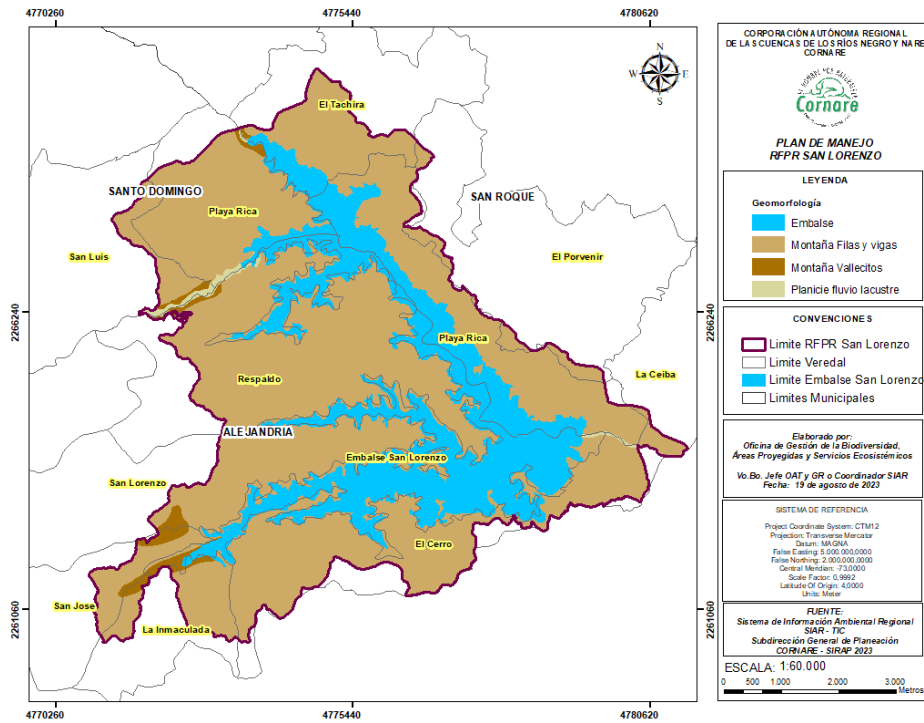 4770260
4775440
4780620
N
W
E
S
El Tachira
SANTO DOMINGO
SAN ROQUE
Playa Rica
San Luis
El Porvenir
2266240
2266240
Playa Rica
La Ceiba
Respaldo
ALEJANDRIA
Embalse San Lorenzo
San Lorenzo
El Cerro
San Jose
La Inmaculada
2261060
2261060
4770260
4775440
4780620
CORPORACIÓN AUTÓNOMA REGIONAL
DE LAS CUENCAS DE LOS RÍOS NEGRO Y NARE
CORNARE
Cornare
PLAN DE MANEJO
RFPR SAN LORENZO
LEYENDA
Geomorfología
Embalse
Montaña Filas y vigas
Montaña Vallecitos
Planicie fluvio lacustre
CONVENCIONES
Limite RFPR San Lorenzo
Limite Veredal
Limite Embalse San Lorenzo
Limites Municipales
Elaborado por:
Oficina de Gestión de la Biodiversidad,
Áreas Proyegidas y Servicios Ecosistémicos
Vo.Bo. Jefe OAT y GR o Coordinador SIAR
Fecha: 19 de agosto de 2023
SISTEMA DE REFERENCIA
Project Coordinate System: CTM12
Projection: Transverse Mercator
Datum: MAGNA
False Easting: 5.000.000,0000
False Northing: 2.000.000,0000
Central Meridian: -73,0000
Scale Factor: 0,9992
Latitude Of Origin: 4,0000
Units: Meter
FUENTE:
Sistema de Información Ambiental Regional
SIAR - TIC
Subdirección General de Planeación
CORNARE - SIRAP 2023
ESCALA: 1:60.000
0 500 1.000 2.000 3.000
Metros